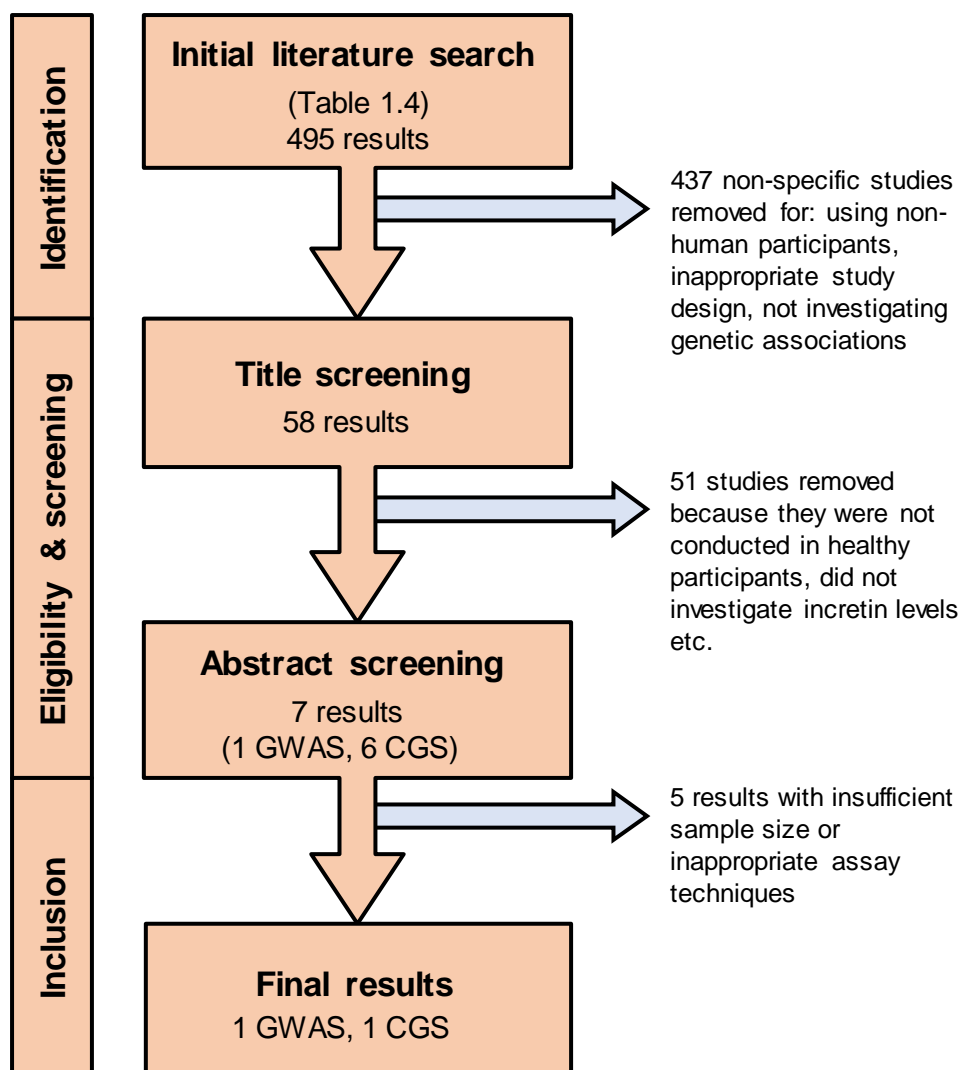 Identification
Initial literature search
(Table 1.4)
495 results
437 non-specific studies
removed for: using non-
human participants,
inappropriate study
design, not investigating
genetic associations
Eligibility & screening
Title screening
58 results
51 studies removed
because they were not
conducted in healthy
participants, did not
investigate incretin levels
etc.
Abstract screening
7 results
(1 GWAS, 6 CGS)
Inclusion
5 results with insufficient
sample size or
inappropriate assay
techniques
Final results
1 GWAS, 1 CGS